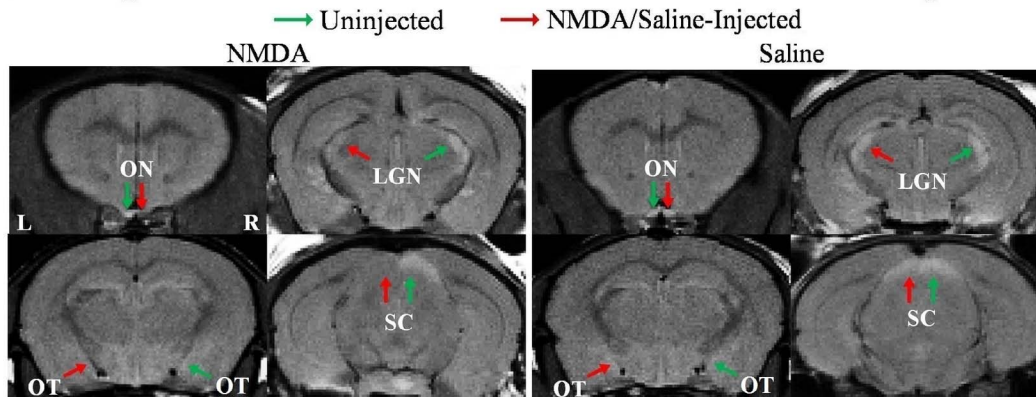 Uninjected NMDA/Saline-Injected
NMDA Saline
ON LGN ON LGN
L R
SC SC
OT OT OT OT